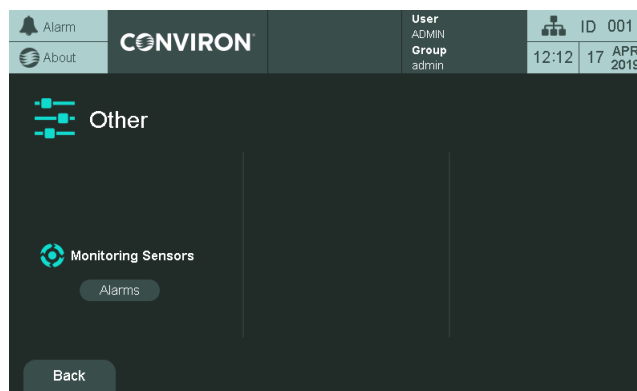 Alarm
About
CONVIRON
User
ADMIN
Group
admin
ID 001
12:12 17 APR 2019
Other
Monitoring Sensors
Alarms
Back